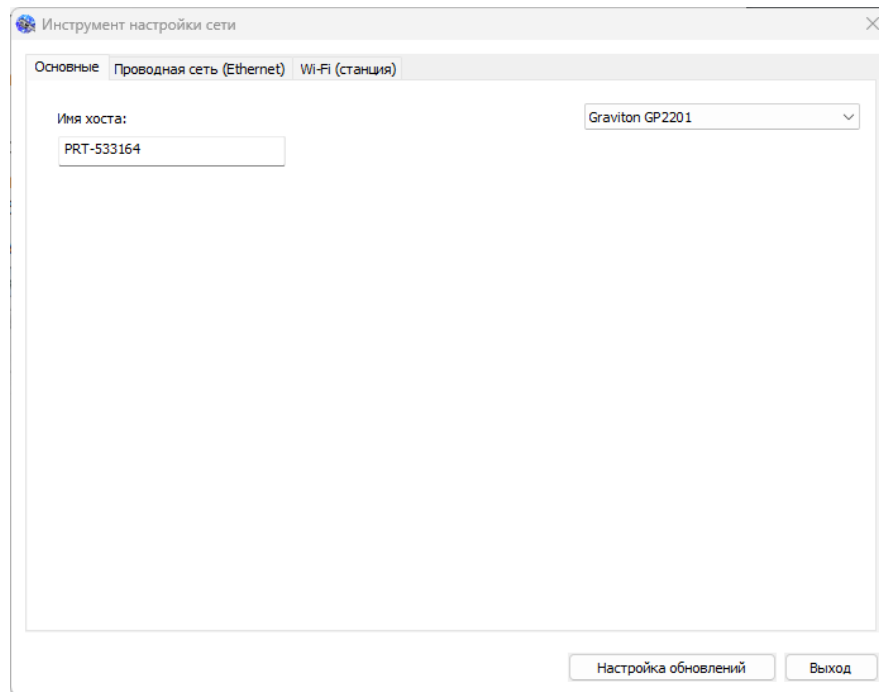 Инструмент настройки сети
Основные Проводная сеть (Ethernet) Wi-Fi (станция)
Имя хоста: Graviton GP2201
PRT-533164
Настройка обновлений Выход